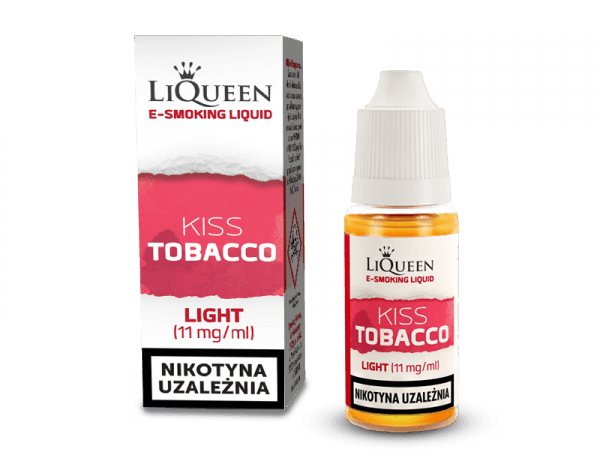 LiQueen
E-SMOKING LIQUID
KISS
TOBACCO
LIGHT
(11 mg/ml)
NIKOTYNA
UZALEŻNIA
LiQueen
E-SMOKING LIQUID
KISS
TOBACCO
LIGHT (11 mg/ml)
NIKOTYNA
UZALEŻNIA